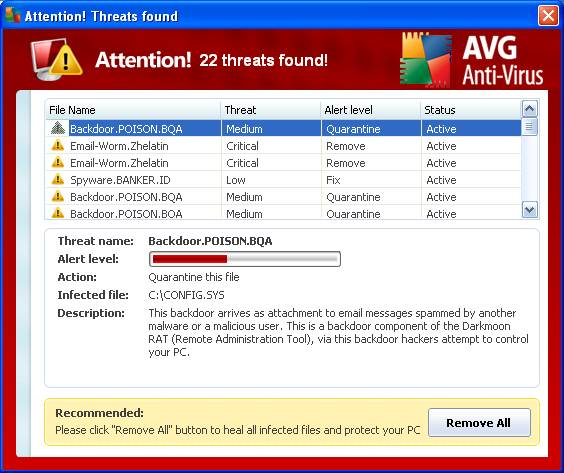 Attention! Threats found
Attention! 22 threats found!
AVG
Anti-Virus
File Name Threat Alert level Status
Backdoor.POISON.BQA Medium Quarantine Active
Email-Worm.Zhelatin Critical Remove Active
Email-Worm.Zhelatin Critical Remove Active
Spyware.BANKER.ID Low Fix Active
Backdoor.POISON.BQA Medium Quarantine Active
Backdoor.POISON.BOA Medium Quarantine Active
Threat name: Backdoor.POISON.BQA
Alert level:
Action: Quarantine this file
Infected file: C:\CONFIG.SYS
Description: This backdoor arrives as attachment to email messages spammed by another
malware or a malicious user. This is a backdoor component of the Darkmoon
RAT (Remote Administration Tool), via this backdoor hackers attempt to control
your PC.
Recommended:
Please click "Remove All" button to heal all infected files and protect your PC
Remove All